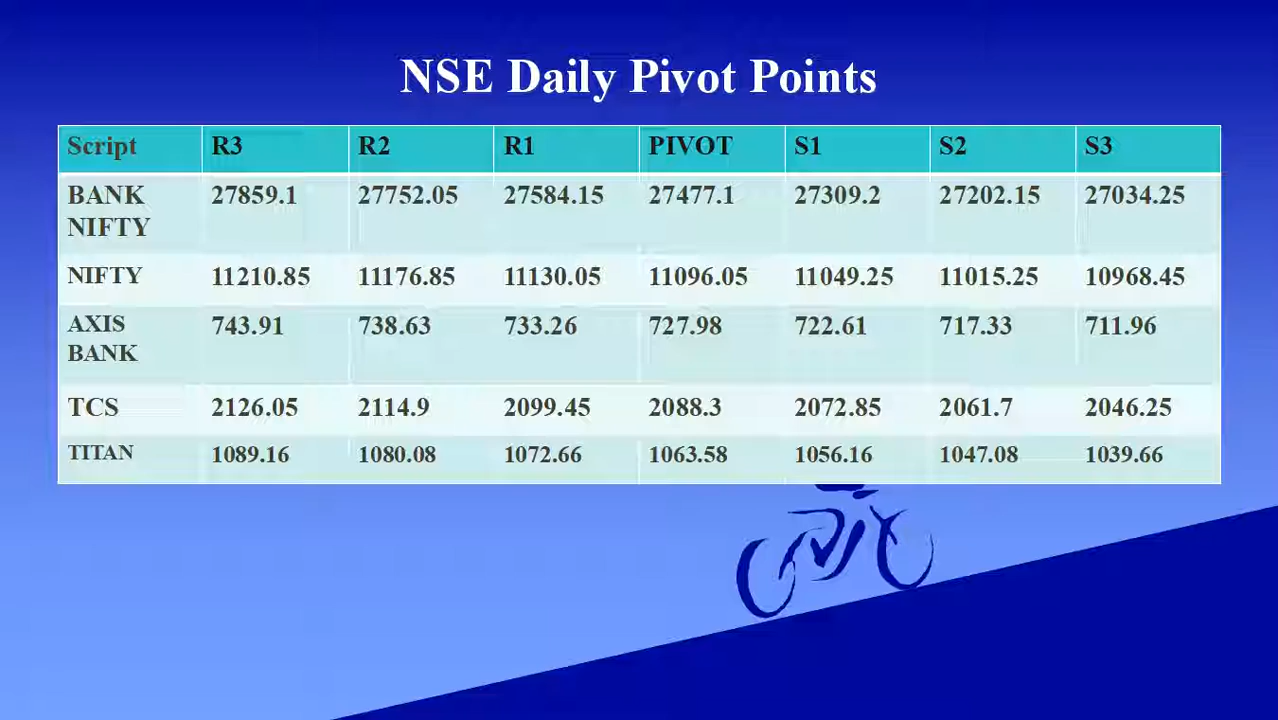 NSE Daily Pivot Points
Script R3 R2 R1 PIVOT S1 S2 S3
BANK NIFTY 27859.1 27752.05 27584.15 27477.1 27309.2 27202.15 27034.25
NIFTY 11210.85 11176.85 11130.05 11096.05 11049.25 11015.25 10968.45
AXIS BANK 743.91 738.63 733.26 727.98 722.61 717.33 711.96
TCS 2126.05 2114.9 2099.45 2088.3 2072.85 2061.7 2046.25
TITAN 1089.16 1080.08 1072.66 1063.58 1056.16 1047.08 1039.66